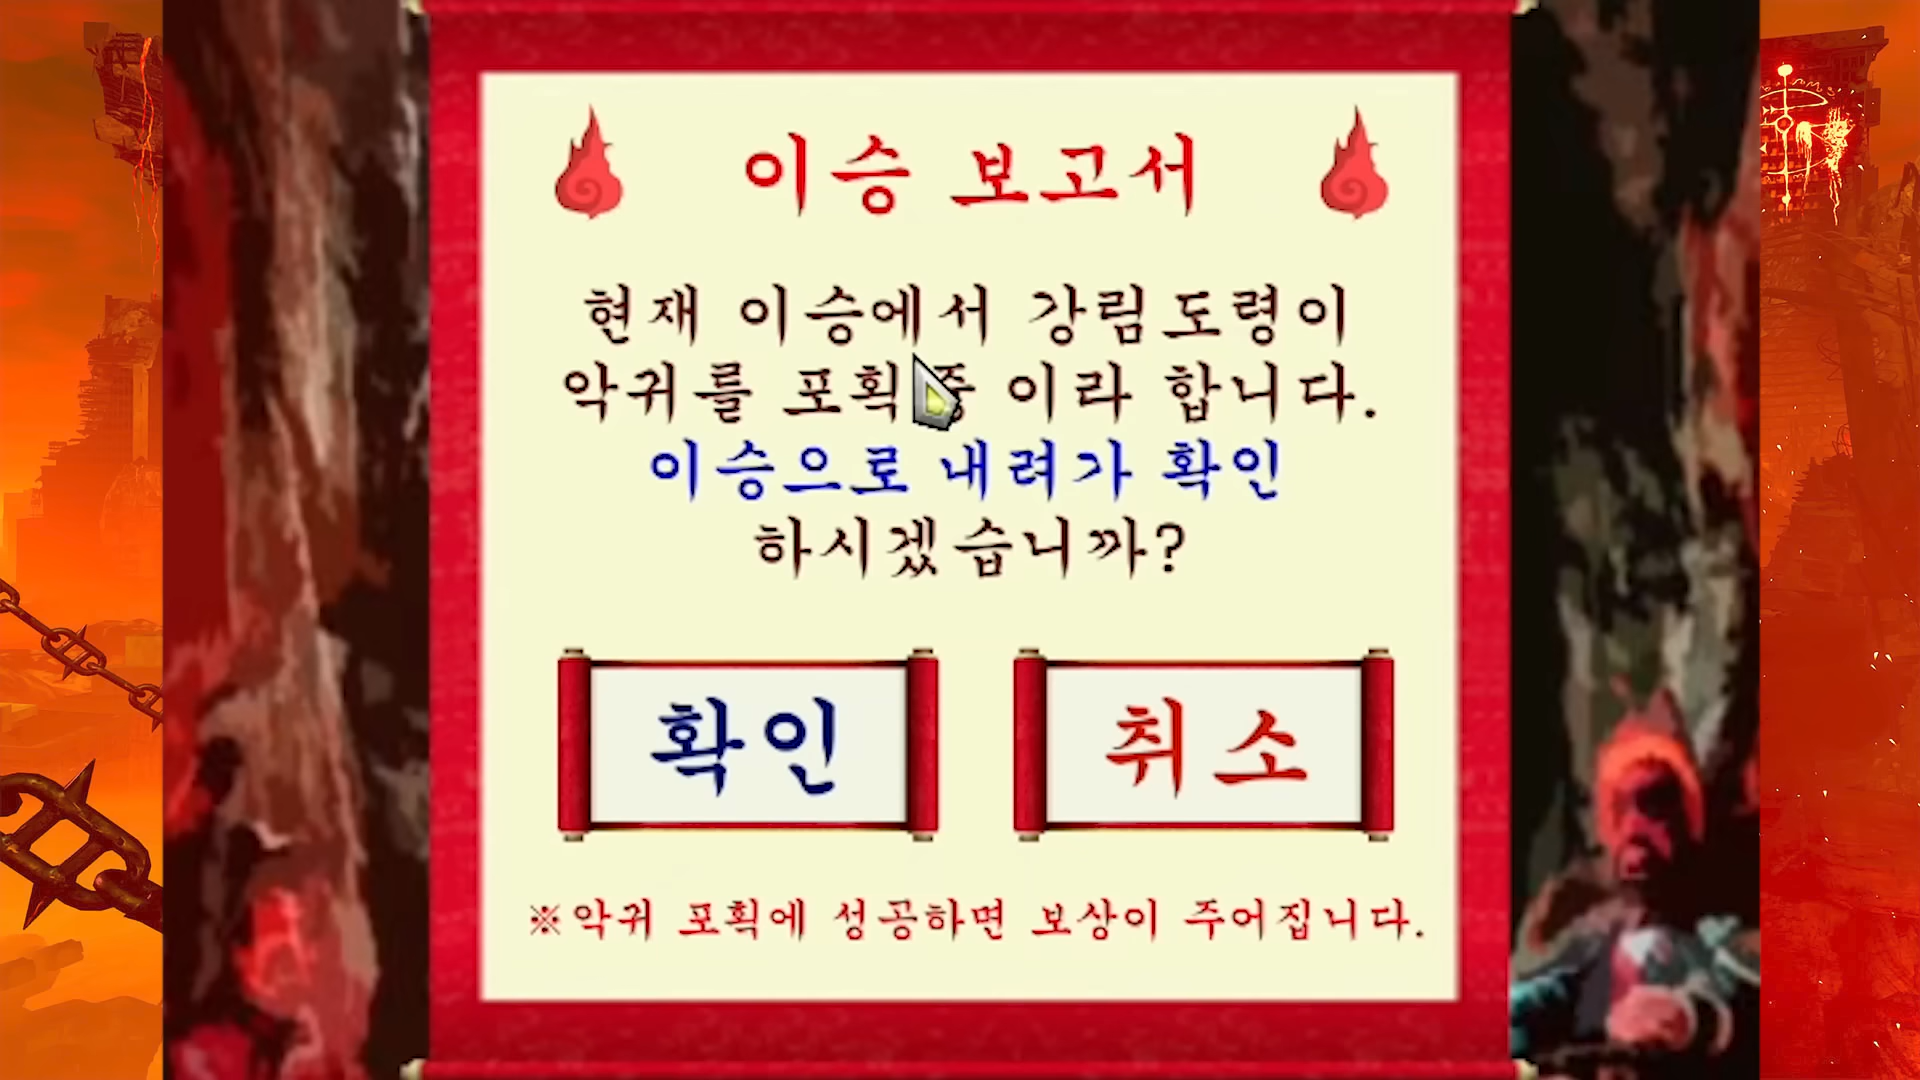 이승 보고서
현재 이승에서 강림도령이
악귀를 포획중 이라 합니다.
이승으로 내려가 확인
하시겠습니까?
확인
취소
※악귀 포획에 성공하면 보상이 주어집니다.